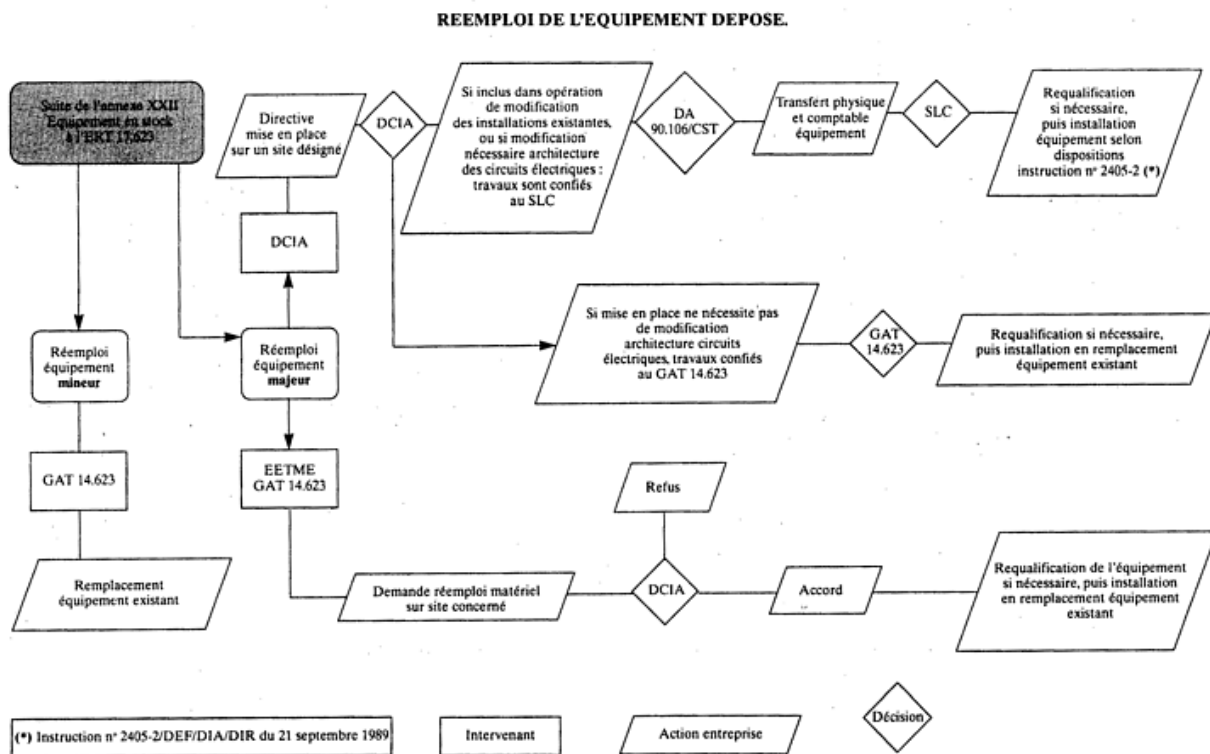 REEMPLOI DE L'EQUIPEMENT DEPOSE.
Suite de l'annexe XXII
Equipement en stock
à l'ERT 17.623
Directive
mise en place
sur un site désigné
DCIA
Si inclus dans opération
de modification
des installations existantes,
ou si modification
nécessaire architecture
des circuits électriques :
travaux sont confiés
au SLC
DA
90.106/CST
Transfért physique
et comptable
équipement
SLC
Requalification
si nécessaire,
puis installation
équipement selon
dispositions
instruction n° 2405-2 (*)
DCIA
Réemploi
équipement
mineur
Réemploi
équipement
majeur
Si mise en place ne nécessite pas
de modification
architecture circuits
électriques, travaux confiés
au GAT 14.623
GAT
14.623
Requalification si nécessaire,
puis installation en remplacement
équipement existant
GAT 14.623
EETME
GAT 14.623
Refus
Remplacement
équipement existant
Demande réemploi matériel
sur site concerné
DCIA
Accord
Requalification de l'équipement
si nécessaire, puis installation
en remplacement équipement
existant
(*) Instruction n° 2405-2/DEF/DIA/DIR du 21 septembre 1989
Intervenant
Action entreprise
Décision